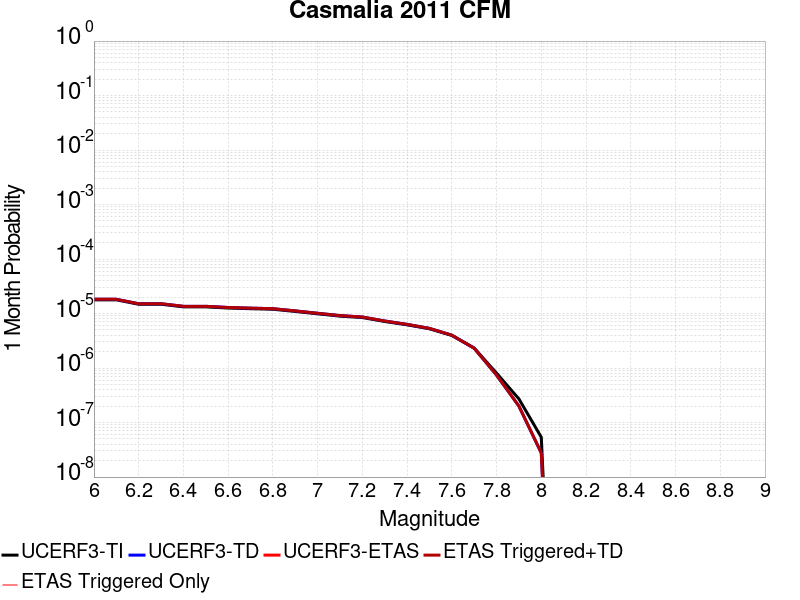 Casmalia 2011 CFM
10^0
10^-1
10^-2
10^-3
10^-4
10^-5
10^-6
10^-7
10^-8
1 Month Probability
6 6.2 6.4 6.6 6.8 7 7.2 7.4 7.6 7.8 8 8.2 8.4 8.6 8.8 9
Magnitude
UCERF3-TI UCERF3-TD UCERF3-ETAS ETAS Triggered+TD
ETAS Triggered Only